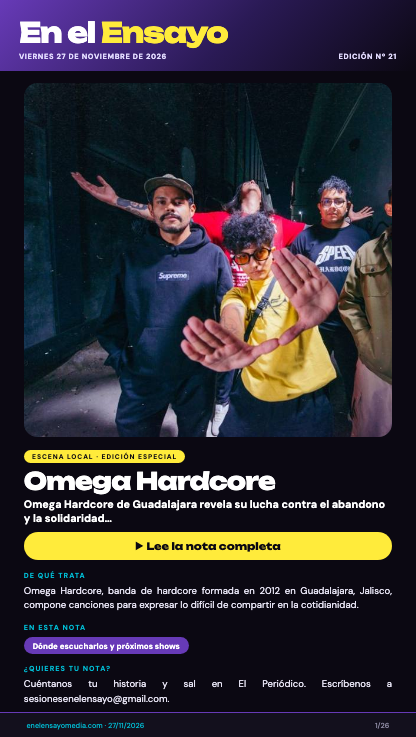 En el Ensayo
VIERNES 27 DE NOVIEMBRE DE 2026
EDICIÓN Nº 21
Supreme
SPEED
HARDCORE
ESCENA LOCAL · EDICIÓN ESPECIAL
Omega Hardcore
Omega Hardcore de Guadalajara revela su lucha contra el abandono
y la solidaridad...
▶ Lee la nota completa
DE QUÉ TRATA
Omega Hardcore, banda de hardcore formada en 2012 en Guadalajara, Jalisco,
compone canciones para expresar lo difícil de compartir en la cotidianidad.
EN ESTA NOTA
Dónde escucharlos y próximos shows
¿QUIERES TU NOTA?
Cuéntanos tu historia y sal en El Periódico. Escríbenos a
sesionesenelensayo@gmail.com.
enelensayomedia.com · 27/11/2026
1/26